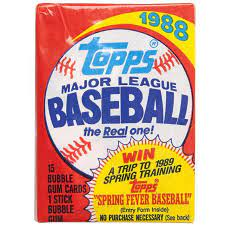 1988
topps®
MAJOR LEAGUE
BASEBALL
the Real one!
15
BUBBLE
GUM CARDS
1 STICK
BUBBLE
GUM
WIN
A TRIP TO 1989
SPRING TRAINING
topps
"SPRING FEVER BASEBALL"
(Entry Form Inside)
NO PURCHASE NECESSARY (See back)